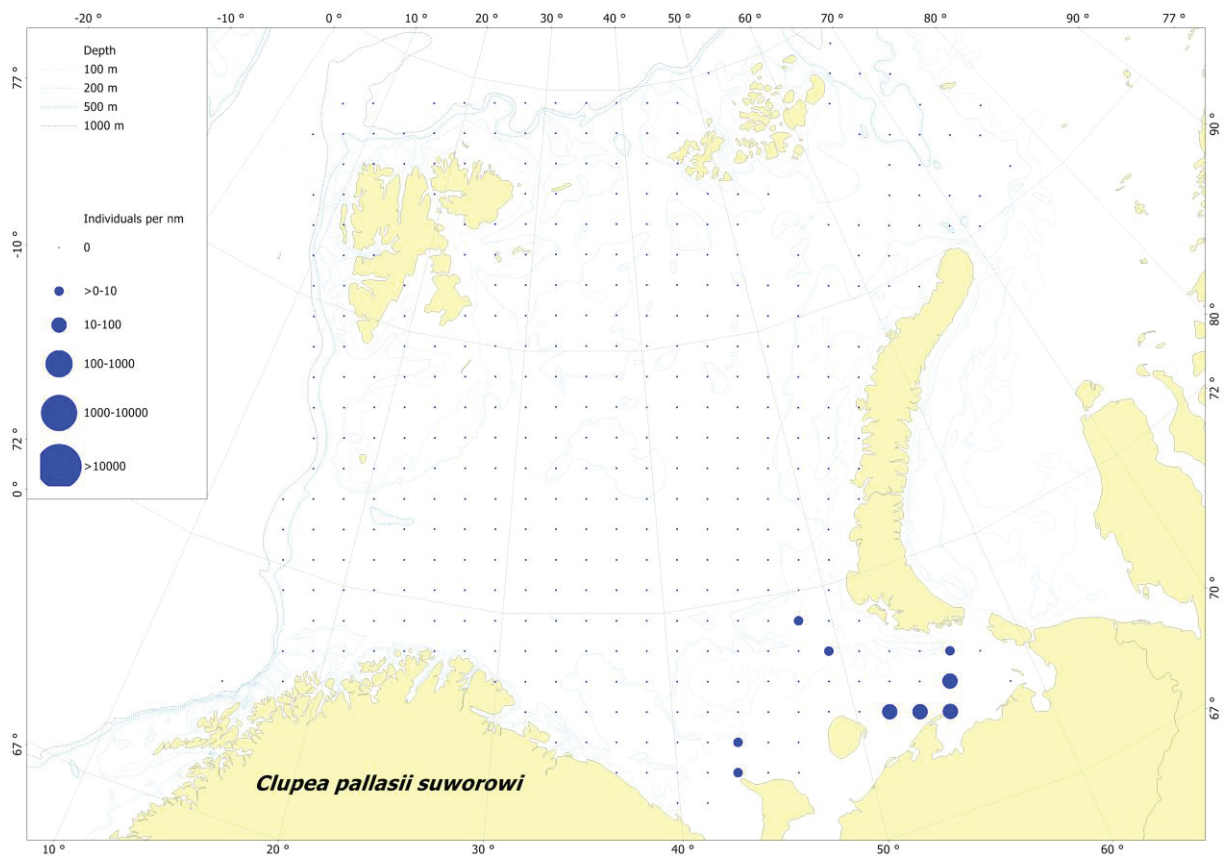 -20 ° -10 ° 0 ° 10 ° 20 ° 30 ° 40 ° 50 ° 60 ° 70 ° 80 ° 90 ° 77 °
Depth
100 m
200 m
500 m
1000 m
Individuals per nm
0
>0-10
10-100
100-1000
1000-10000
>10000
77 °
-10 °
72 °
0 °
67 °
90 °
80 °
72 °
70 °
67 °
Clupea pallasii suworowi
10 ° 20 ° 30 ° 40 ° 50 ° 60 °